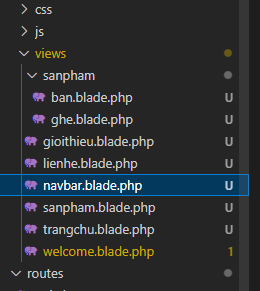 css
js
views
sanpham
ban.blade.php U
ghe.blade.php U
gioithieu.blade.php U
lienhe.blade.php U
navbar.blade.php U
sanpham.blade.php U
trangchu.blade.php U
welcome.blade.php 1
routes